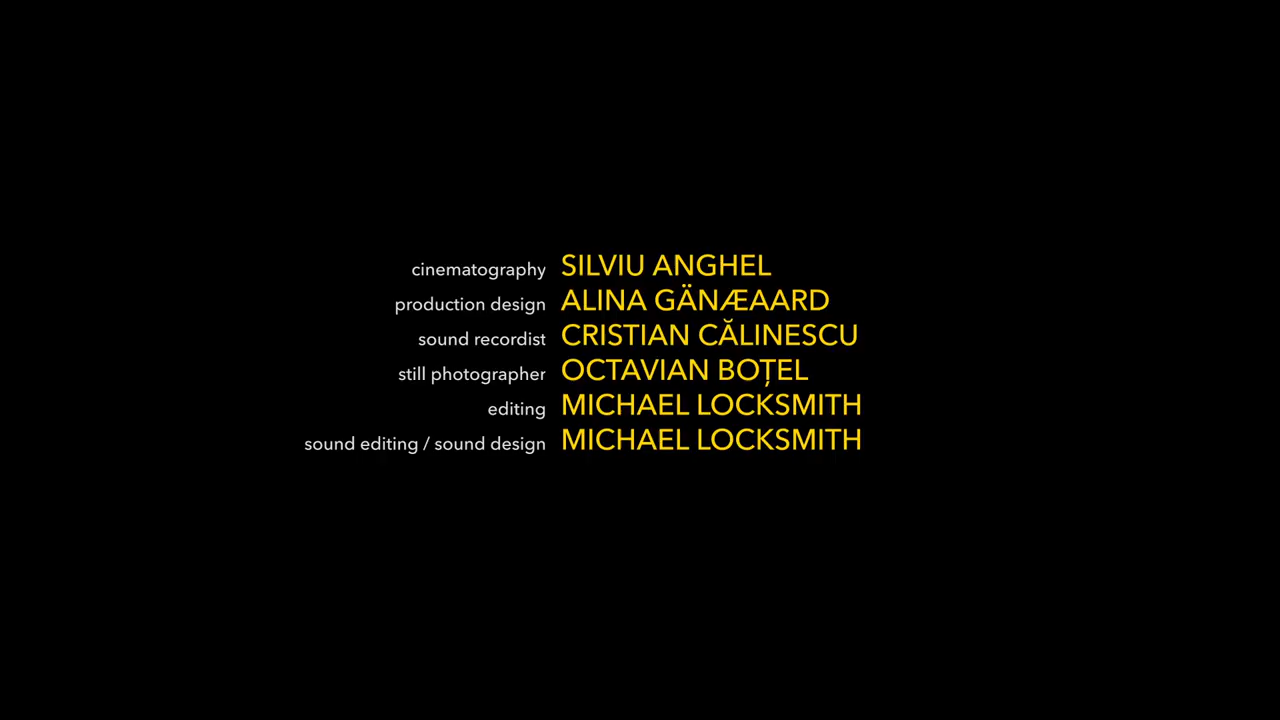 cinematography SILVIU ANGHEL
production design ALINA GÄNÆAARD
sound recordist CRISTIAN CĂLINESCU
still photographer OCTAVIAN BOȚEL
editing MICHAEL LOCKSMITH
sound editing / sound design MICHAEL LOCKSMITH